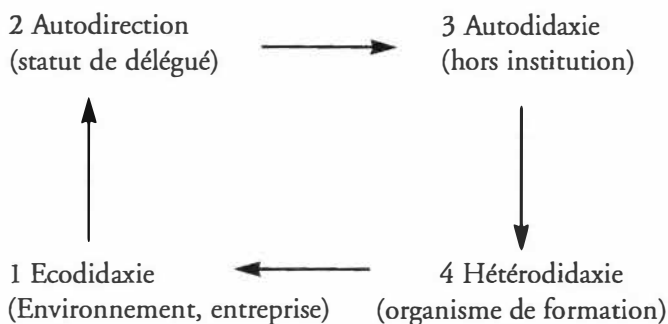 2 Autodirection
(statut de délégué)
3 Autodidaxie
(hors institution)
1 Ecodidaxie
(Environnement, entreprise)
4 Hétérodidaxie
(organisme de formation)